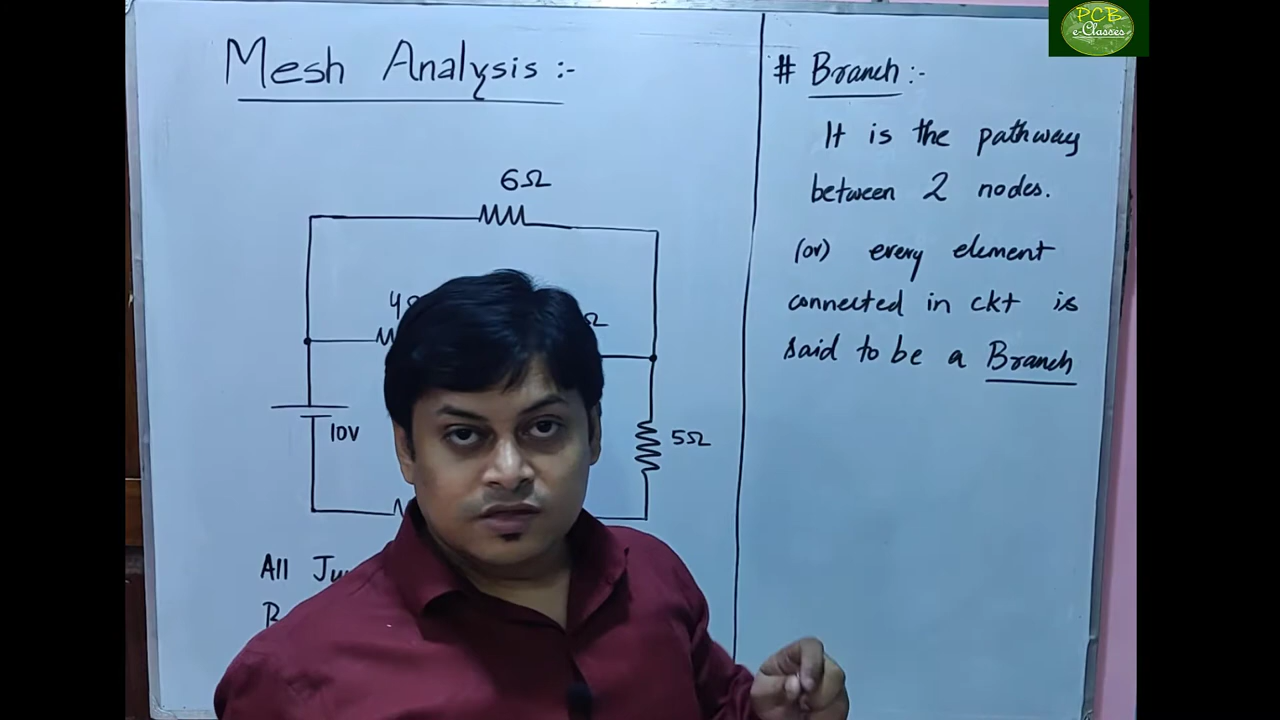 PCB
e-Classes
Mesh Analysis :-
6Ω
10V
5Ω
All
# Branch :-
It is the pathway
between 2 nodes.
(or) every element
connected in ckt is
said to be a Branch